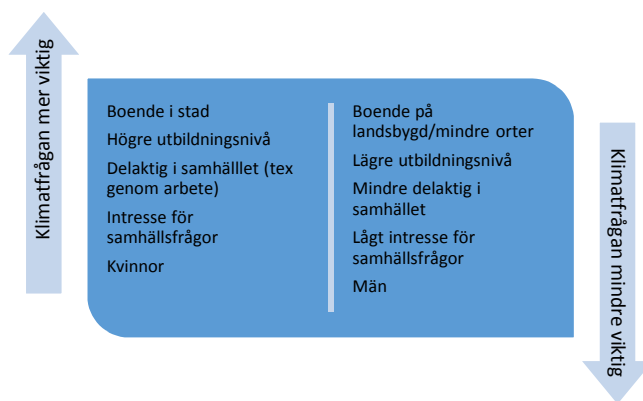 Klimatfrågan mer viktig
Boende i stad
Högre utbildningsnivå
Delaktig i samhälllet (tex
genom arbete)
Intresse för
samhällsfrågor
Kvinnor
Boende på
landsbygd/mindre orter
Lägre utbildningsnivå
Mindre delaktig i
samhället
Lågt intresse för
samhällsfrågor
Män
Klimatfrågan mindre viktig